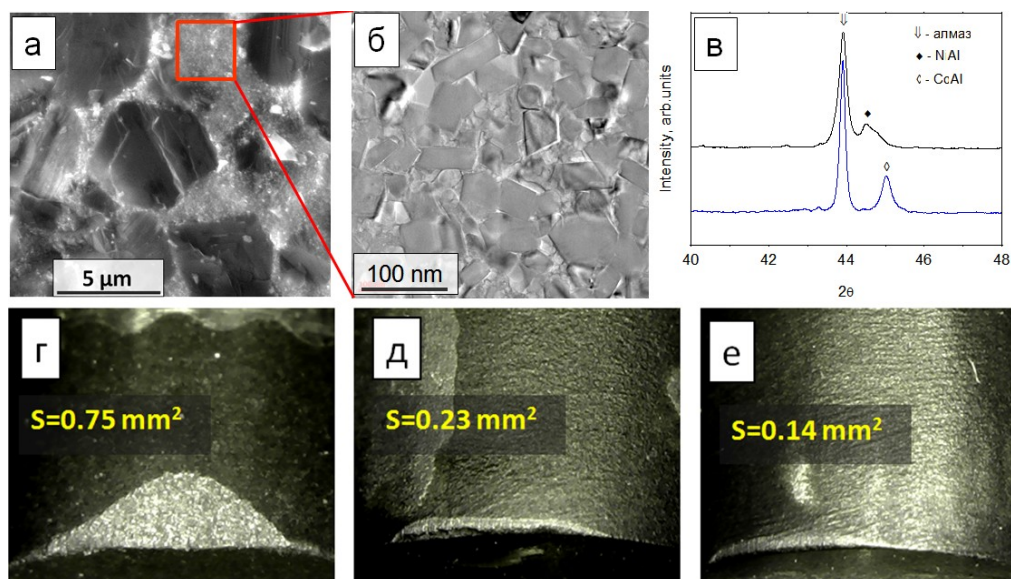 а
5 µm
б
100 nm
в
Intensity, arb.units
⇓ - алмаз
♦ - NiAl
◊ - CoAl
40 42 44 46 48
2θ
г
S=0.75 mm²
д
S=0.23 mm²
е
S=0.14 mm²